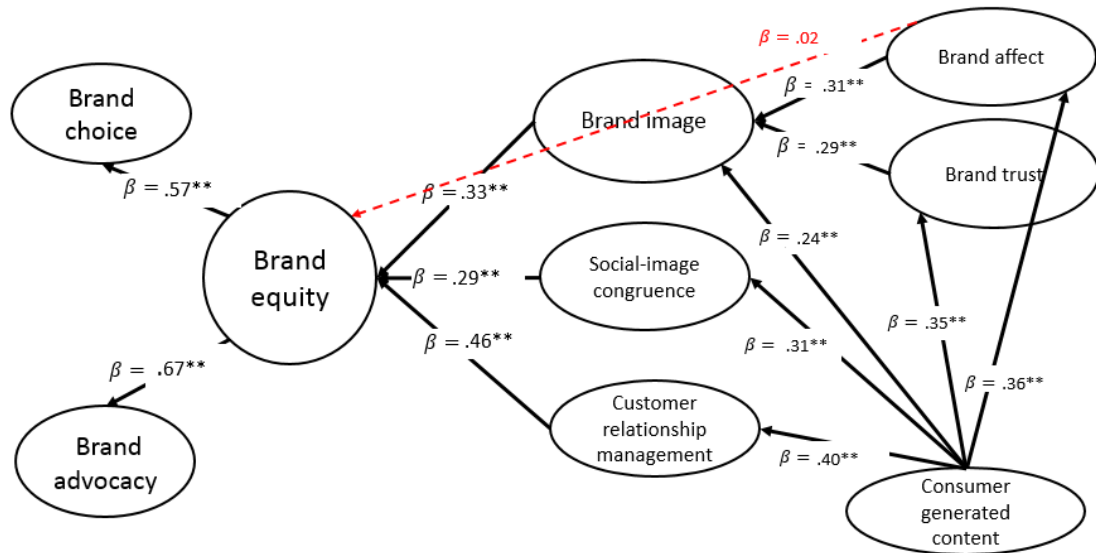 β = .02
Brand affect
Brand
choice
β = .31**
Brand image
β = .29**
Brand trust
β = .57**
β = .33**
β = .24**
Brand
equity
Social-image
congruence
β = .29**
β = .35**
β = .46**
β = .31**
β = .67**
β = .36**
Customer
relationship
management
Brand
advocacy
β = .40**
Consumer
generated
content